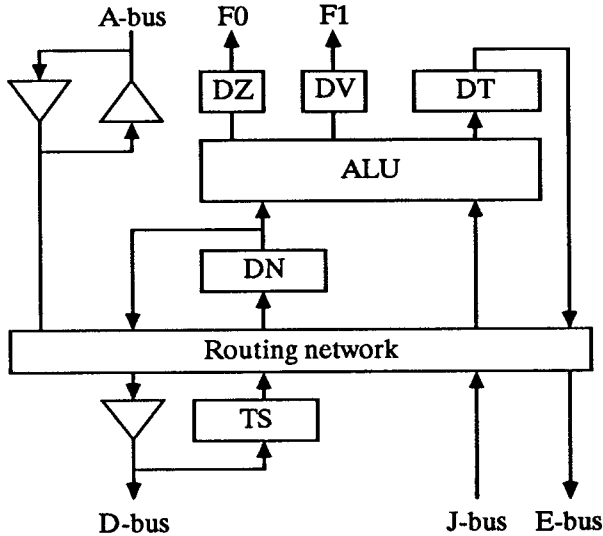 A-bus
F0
F1
DZ
DV
DT
ALU
DN
Routing network
TS
D-bus
J-bus
E-bus